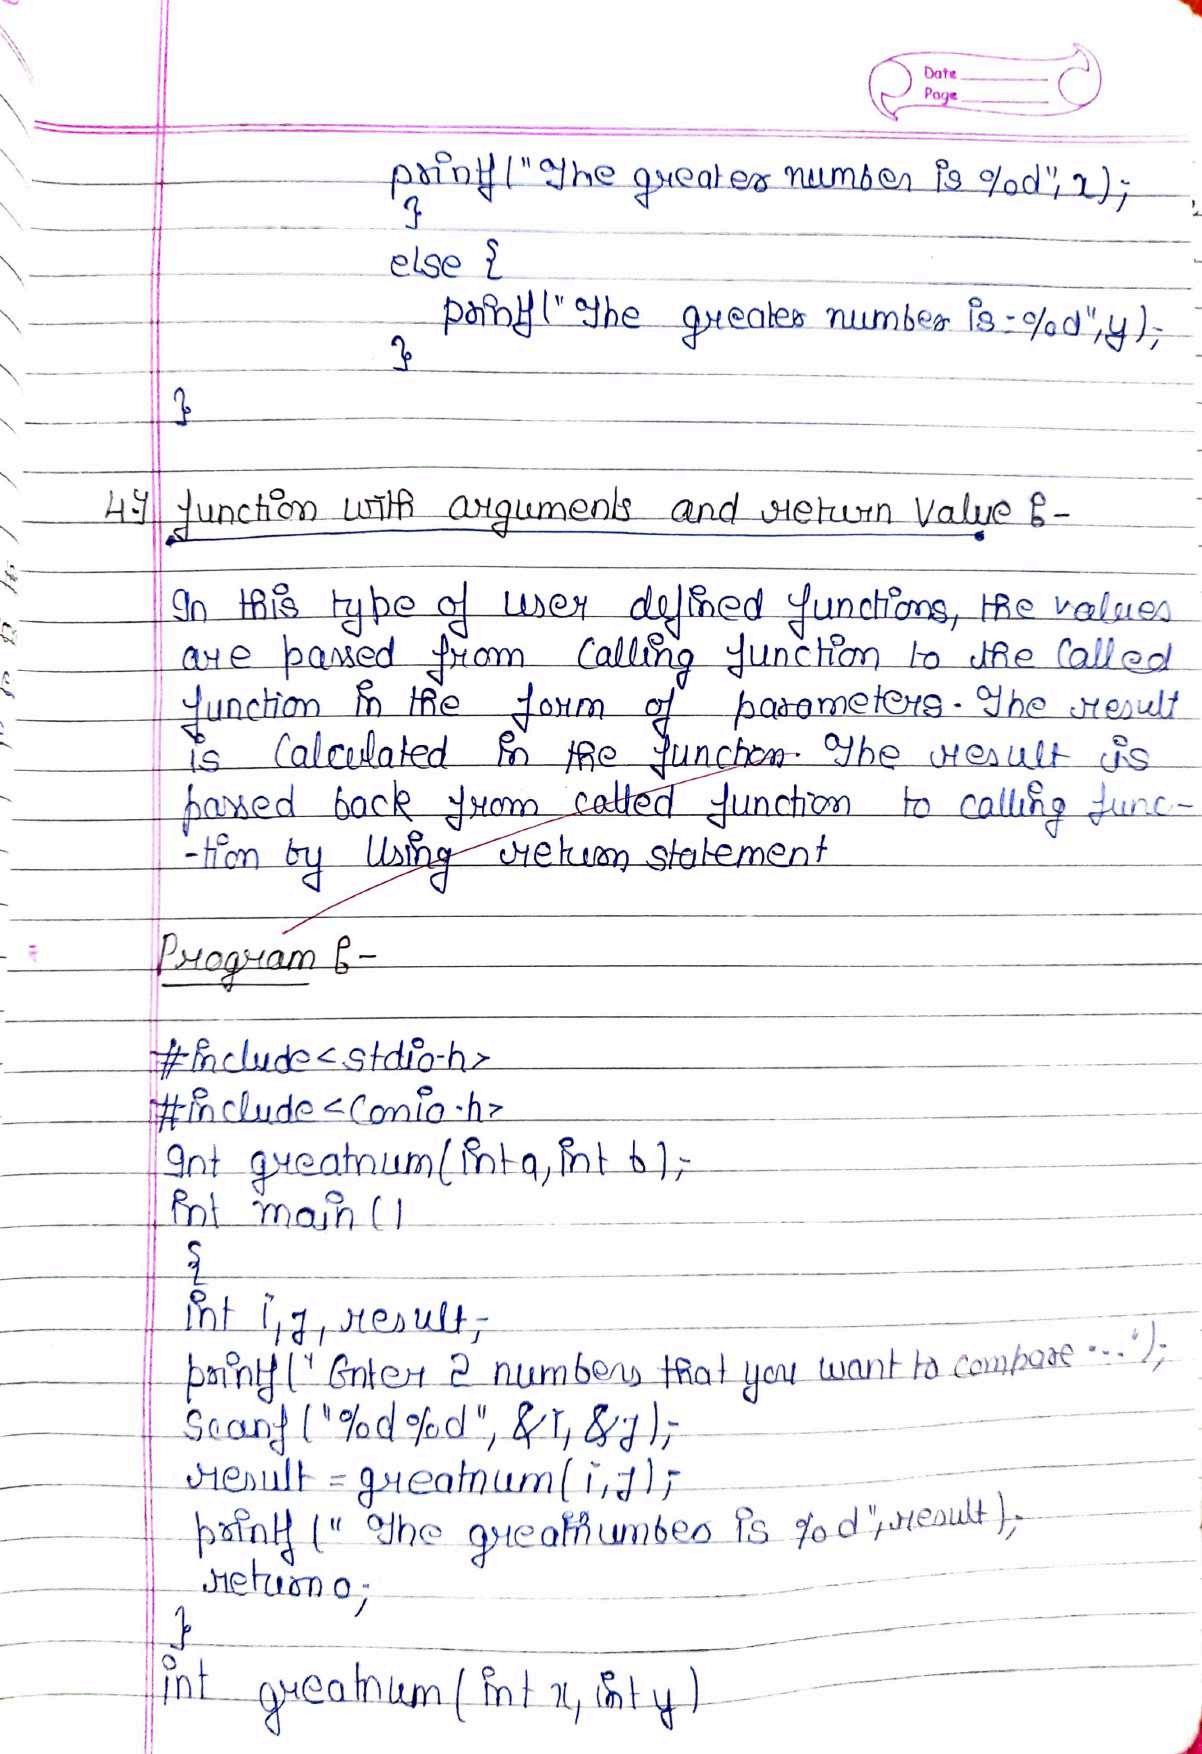 Date
Page
printf("The greater number is %d", x);
}
else {
printf("The greater number is = %d", y);
}
}
4.) function with arguments and return value :-
In this type of user defined functions, the values
are passed from calling function to the called
function in the form of parameters. The result
is calculated in the function. The result is
passed back from called function to calling func-
-tion by using return statement
Program :-
#include<stdio.h>
#include<conio.h>
Int greatnum(int a, int b);
int main()
{
int i, j, result;
printf("Enter 2 numbers that you want to compare ...");
Scanf("%d%d", &i, &j);
result = greatnum(i, j);
printf("The greatnumber is %d", result);
return 0;
}
int greatnum(int x, int y)